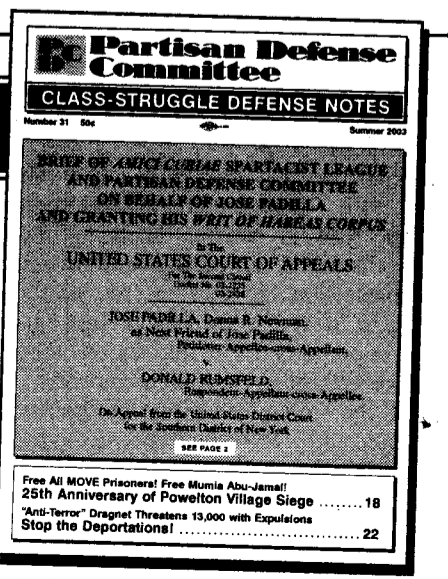 PDC
Partisan Defense
Committee
CLASS-STRUGGLE DEFENSE NOTES
Number 31 50¢
Summer 2003
BRIEF OF AMICI CURIAE SPARTACIST LEAGUE
AND PARTISAN DEFENSE COMMITTEE
ON BEHALF OF JOSE PADILLA
AND GRANTING HIS WRIT OF HABEAS CORPUS
In The
UNITED STATES COURT OF APPEALS
For The Second Circuit
JOSE PADILLA, Donna R. Newman,
as Next Friend of Jose Padilla,
Petitioner-Appellee-cross-Appellant,
v.
DONALD RUMSFELD,
Respondent-Appellant-cross-Appellee.
On Appeal from the United States District Court
for the Southern District of New York
SEE PAGE 2
Free All MOVE Prisoners! Free Mumia Abu-Jamal!
25th Anniversary of Powelton Village Siege ........ 18
"Anti-Terror" Dragnet Threatens 13,000 with Expulsions
Stop the Deportations! .............................. 22